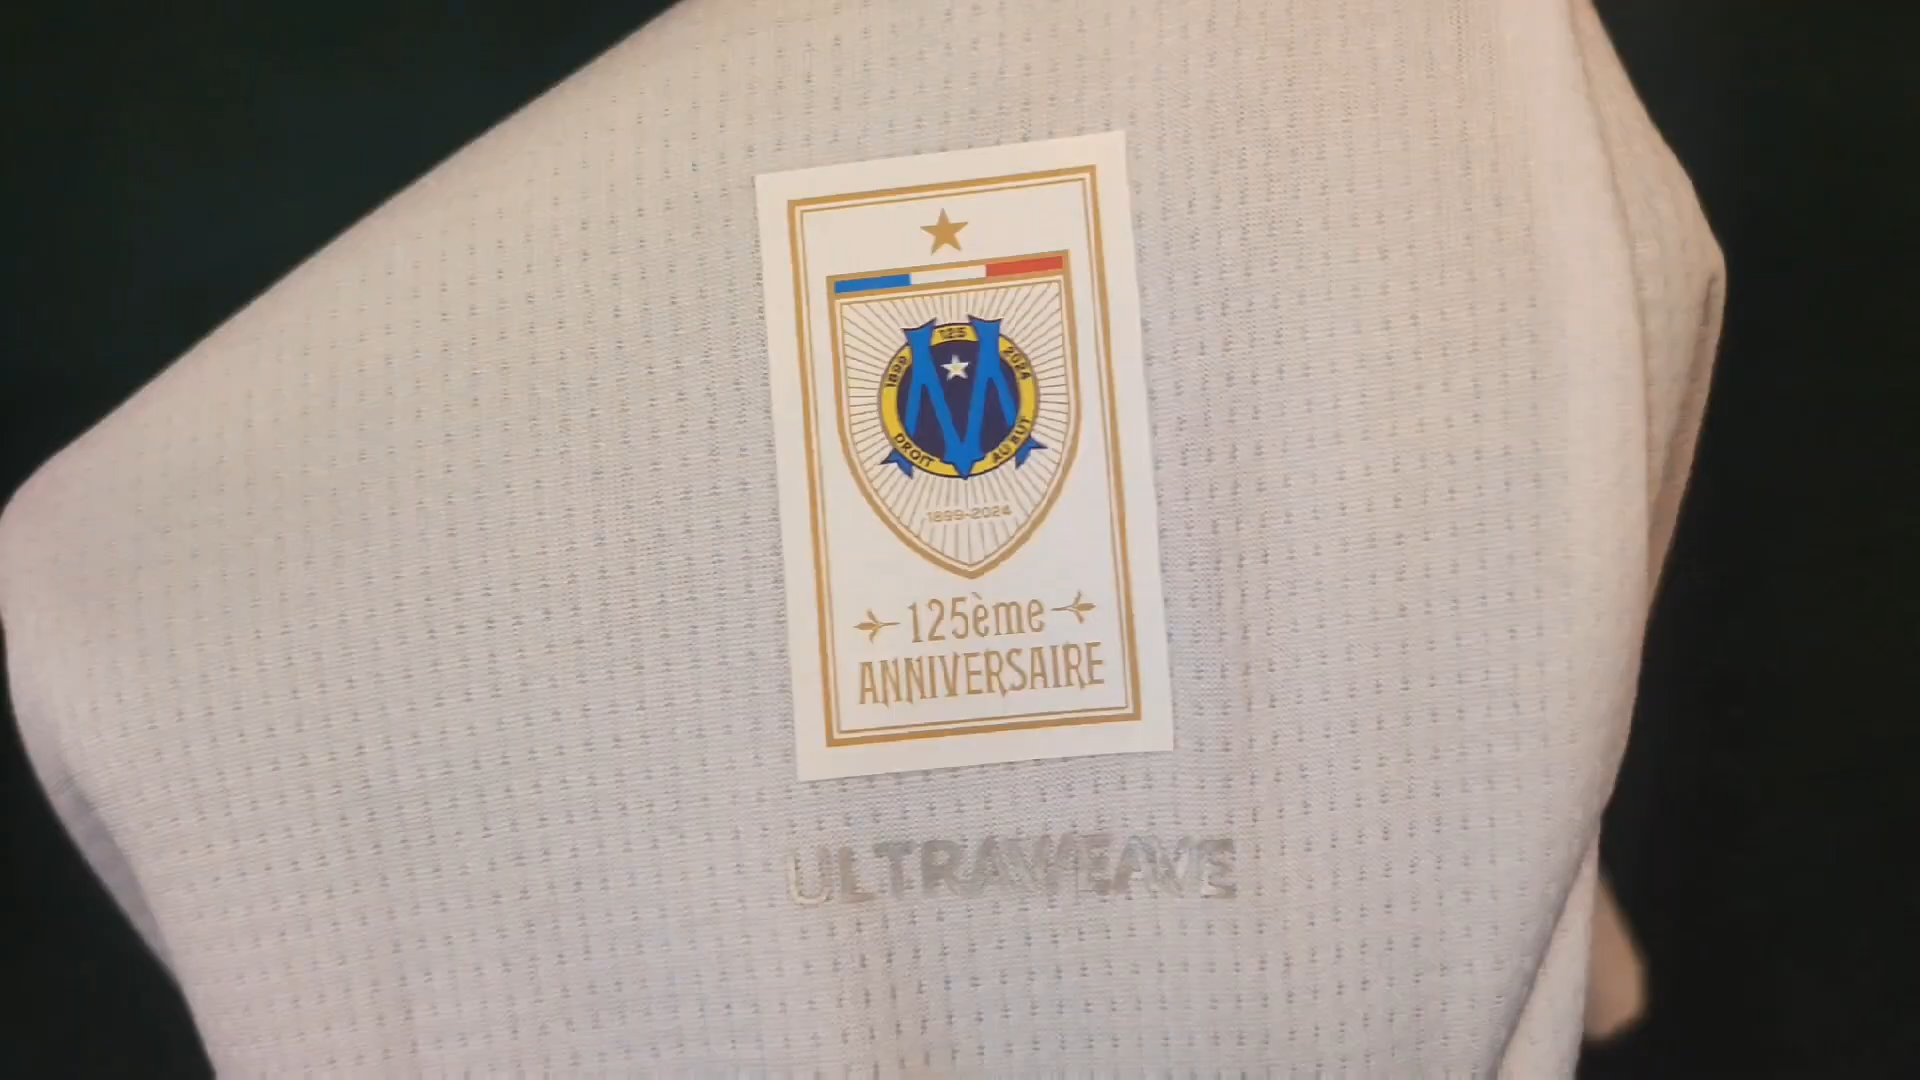 125
1899
2024
DROIT AU BUT
1899-2024
125ème
ANNIVERSAIRE
ULTRAWEAVE